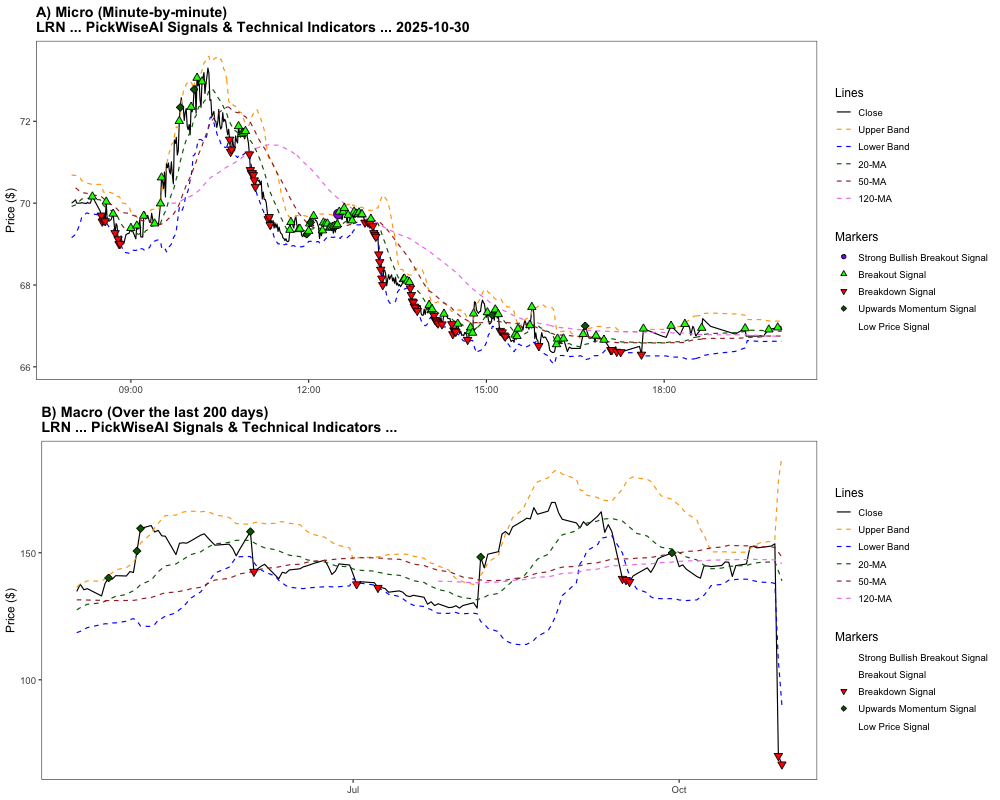 A) Micro (Minute-by-minute)
LRN ... PickWiseAI Signals & Technical Indicators ... 2025-10-30
Price ($)
72
70
68
66
09:00
12:00
15:00
18:00
Lines
Close
Upper Band
Lower Band
20-MA
50-MA
120-MA
Markers
Strong Bullish Breakout Signal
Breakout Signal
Breakdown Signal
Upwards Momentum Signal
Low Price Signal
B) Macro (Over the last 200 days)
LRN ... PickWiseAI Signals & Technical Indicators ...
Price ($)
150
100
Jul
Oct
Lines
Close
Upper Band
Lower Band
20-MA
50-MA
120-MA
Markers
Strong Bullish Breakout Signal
Breakout Signal
Breakdown Signal
Upwards Momentum Signal
Low Price Signal